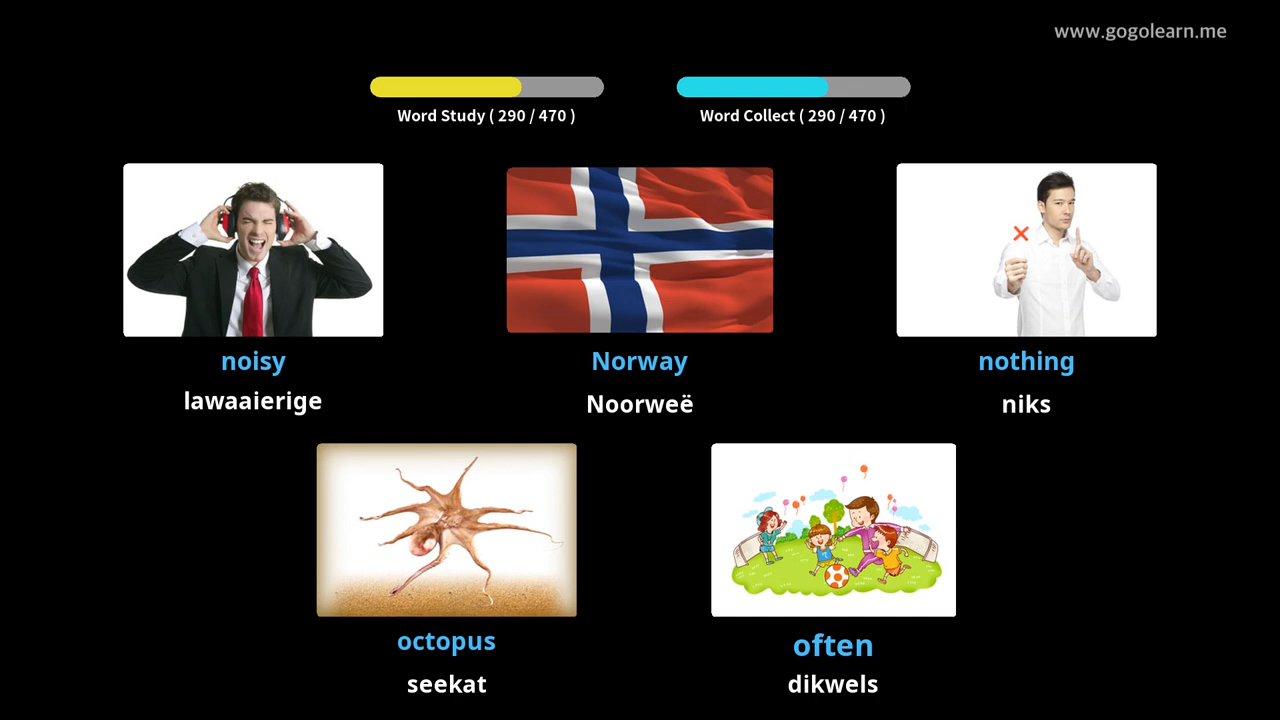 www.gogolearn.me
Word Study ( 290 / 470 )
Word Collect ( 290 / 470 )
noisy
lawaaierige
Norway
Noorweë
nothing
niks
octopus
seekat
often
dikwels